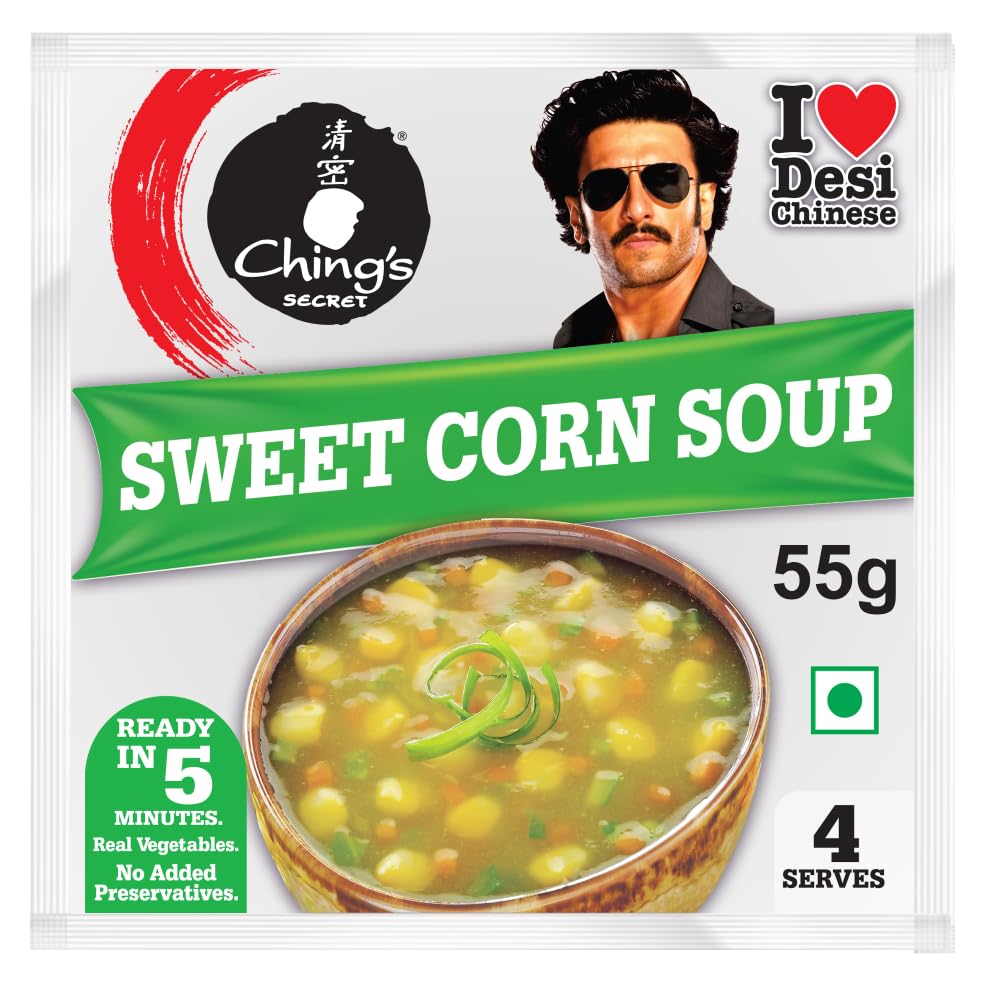 清
密
®
Ching's
SECRET
I ❤
Desi
Chinese
SWEET CORN SOUP
55g
READY
IN 5
MINUTES.
Real Vegetables.
No Added
Preservatives.
4
SERVES